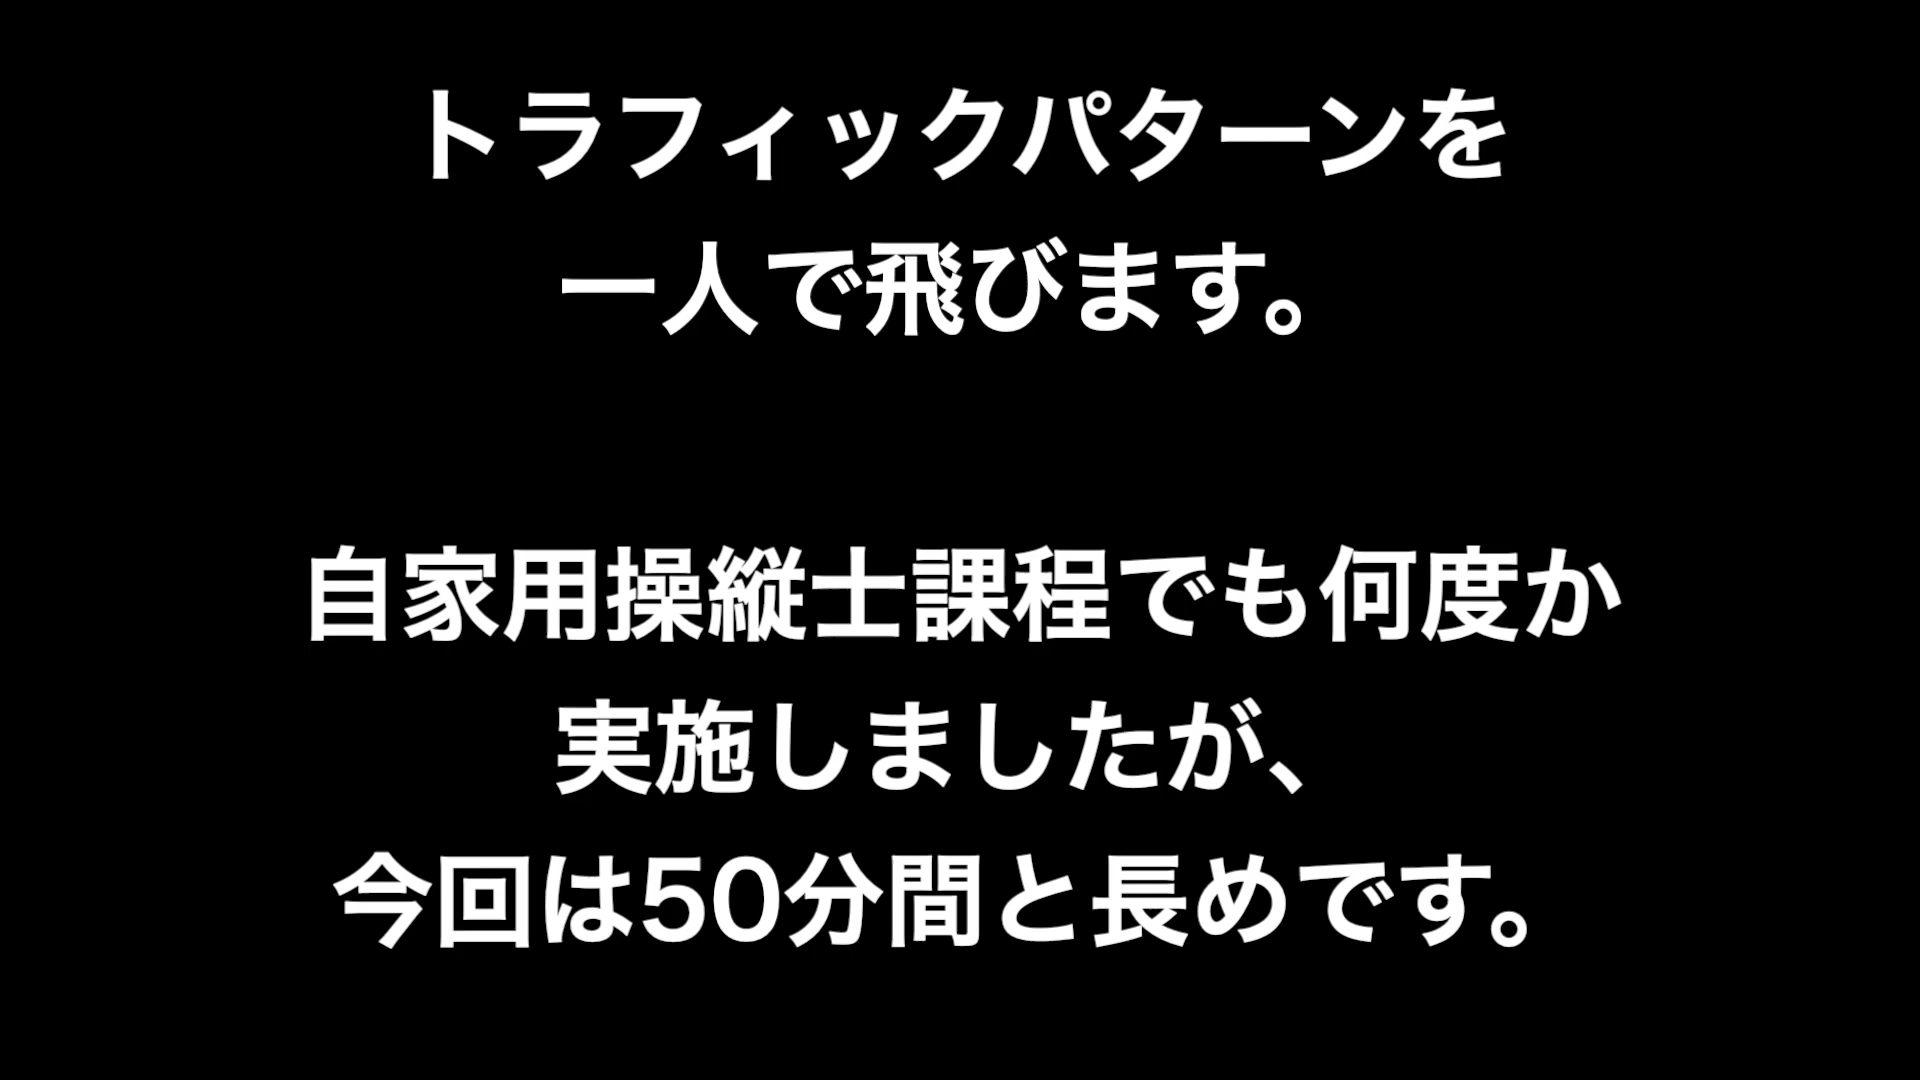 トラフィックパターンを
一人で飛びます。
自家用操縦士課程でも何度か
実施しましたが、
今回は50分間と長めです。